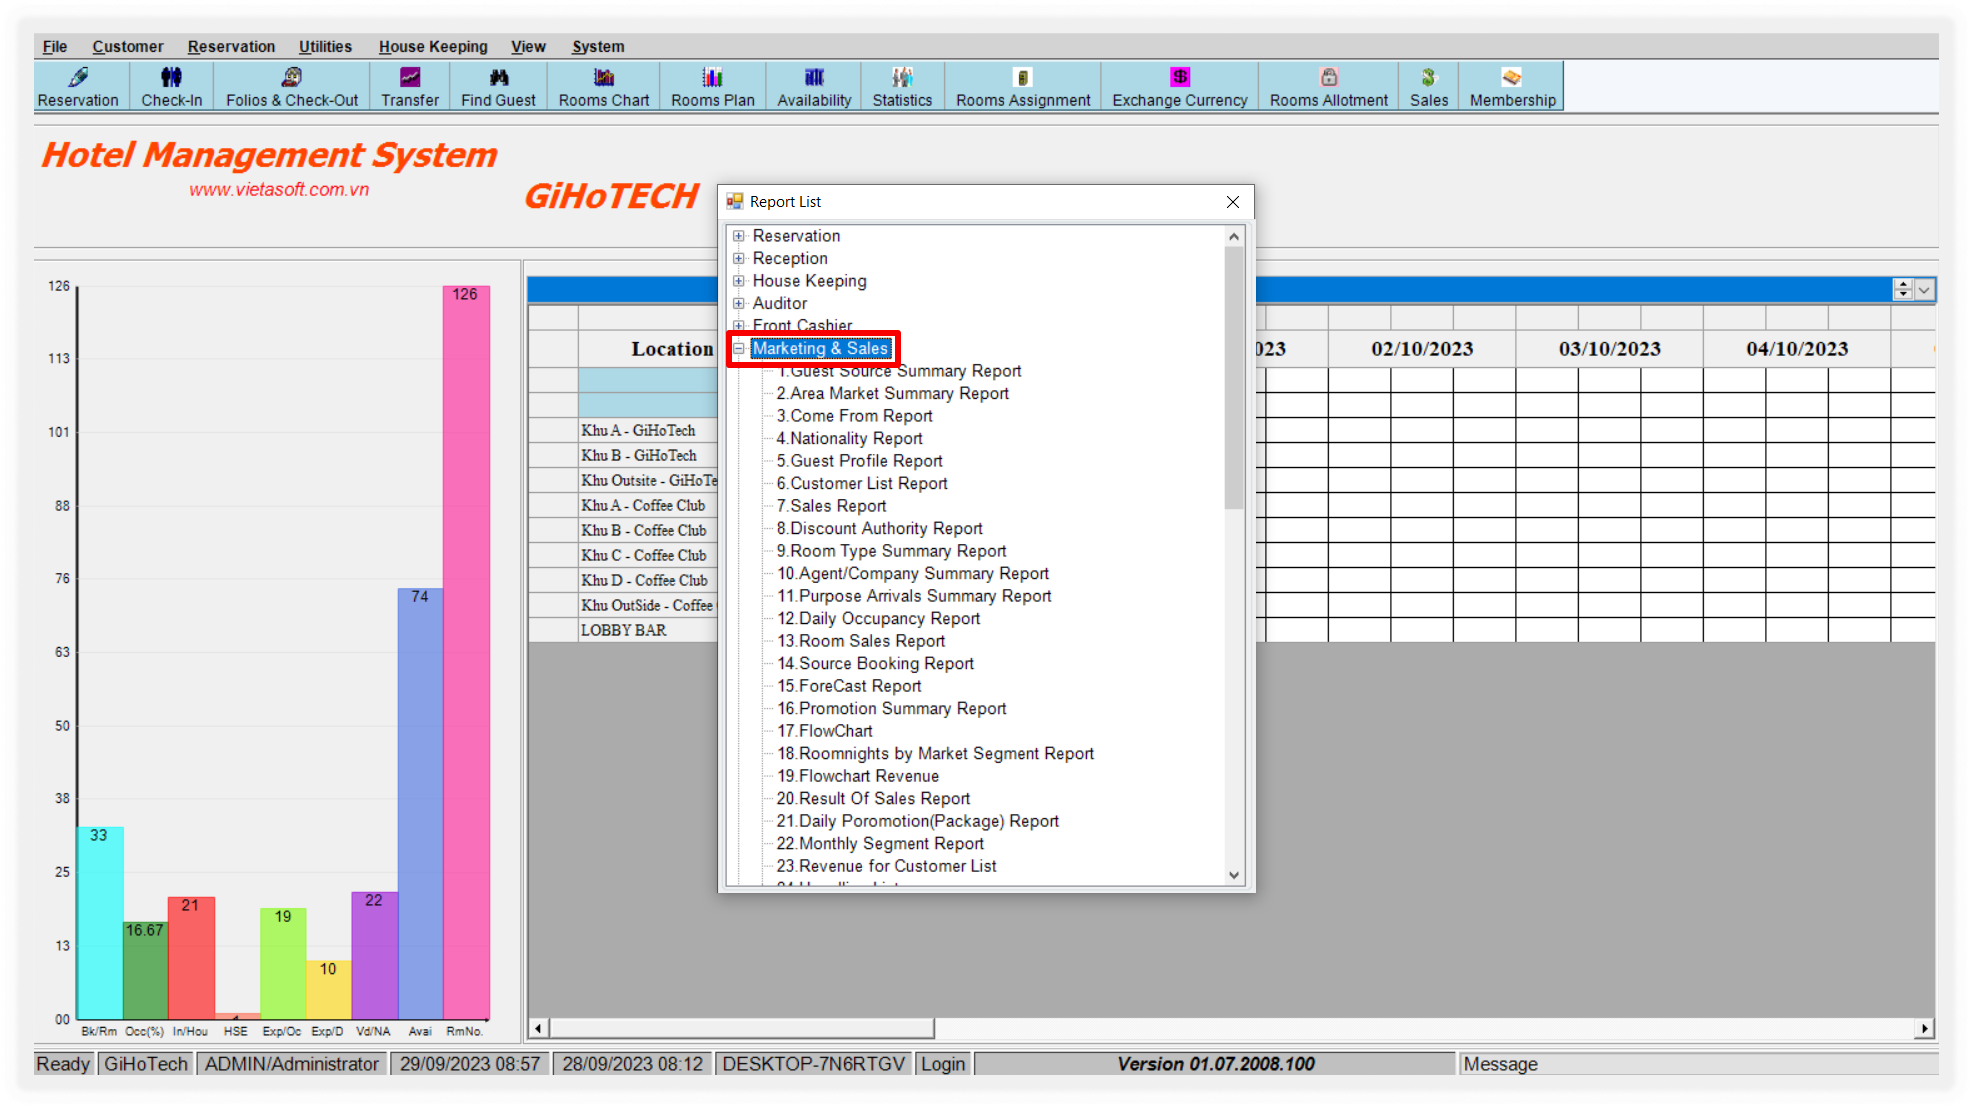 File Customer Reservation Utilities House Keeping View System
Reservation Check-In Folios & Check-Out Transfer Find Guest Rooms Chart Rooms Plan Availability Statistics Rooms Assignment Exchange Currency Rooms Allotment Sales Membership
Hotel Management System
www.vietasoft.com.vn
GiHoTECH
Report List
Reservation
Reception
House Keeping
Auditor
Front Cashier
Marketing & Sales
1.Guest Source Summary Report
2.Area Market Summary Report
3.Come From Report
4.Nationality Report
5.Guest Profile Report
6.Customer List Report
7.Sales Report
8.Discount Authority Report
9.Room Type Summary Report
10.Agent/Company Summary Report
11.Purpose Arrivals Summary Report
12.Daily Occupancy Report
13.Room Sales Report
14.Source Booking Report
15.ForeCast Report
16.Promotion Summary Report
17.FlowChart
18.Roomnights by Market Segment Report
19.Flowchart Revenue
20.Result Of Sales Report
21.Daily Poromotion(Package) Report
22.Monthly Segment Report
23.Revenue for Customer List
126
113
101
88
76
63
50
38
25
13
00
33
16.67
21
19
10
22
74
126
Bk/Rm Occ(%) In/Hou HSE Exp/Oc Exp/D Vd/NA Avai RmNo.
Location 023 02/10/2023 03/10/2023 04/10/2023
Khu A - GiHoTech
Khu B - GiHoTech
Khu Outsite - GiHoTe
Khu A - Coffee Club
Khu B - Coffee Club
Khu C - Coffee Club
Khu D - Coffee Club
Khu OutSide - Coffee
LOBBY BAR
Ready GiHoTech ADMIN/Administrator 29/09/2023 08:57 28/09/2023 08:12 DESKTOP-7N6RTGV Login Version 01.07.2008.100 Message